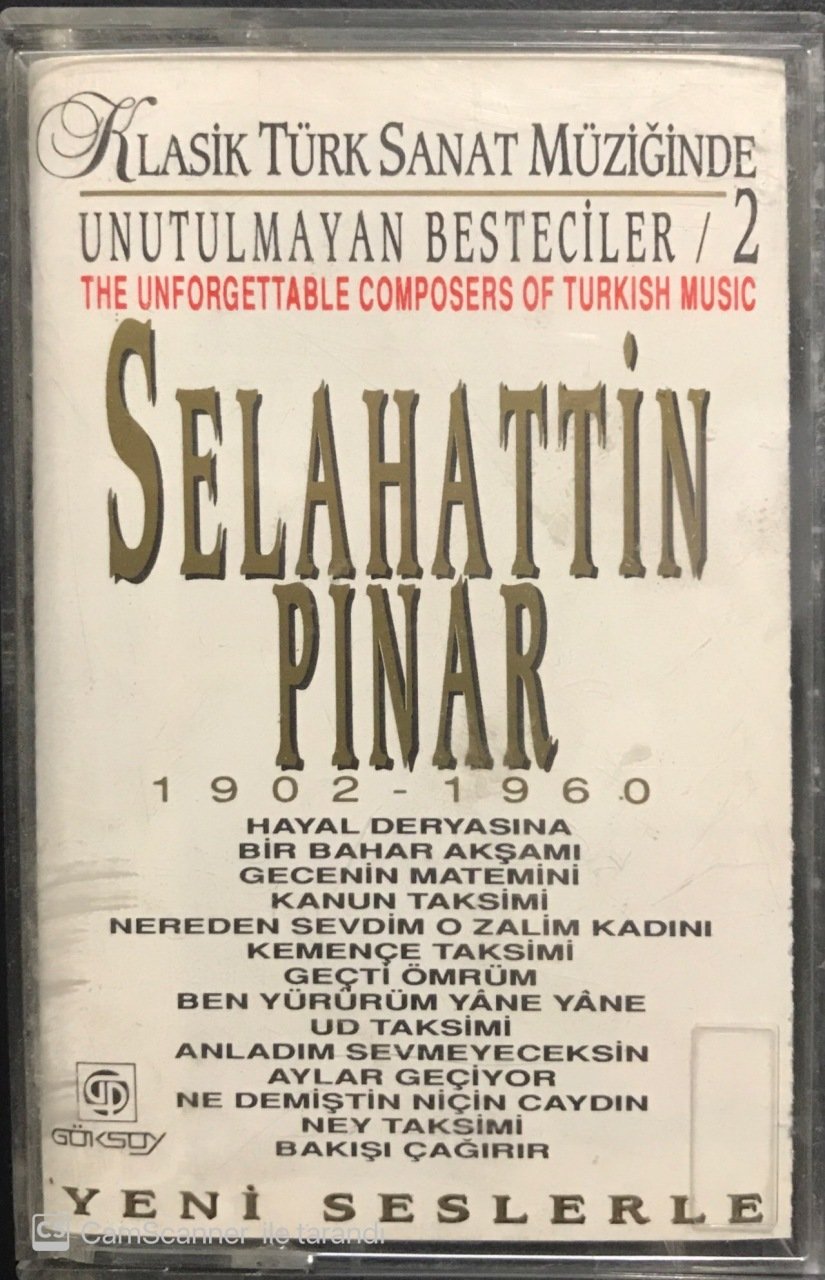 KLASİK TÜRK SANAT MÜZİĞİNDE
UNUTULMAYAN BESTECİLER / 2
THE UNFORGETTABLE COMPOSERS OF TURKISH MUSIC
SELAHATTİN
PINAR
1902-1960
HAYAL DERYASINA
BİR BAHAR AKŞAMI
GECENİN MATEMİNİ
KANUN TAKSİMİ
NEREDEN SEVDİM O ZALİM KADINI
KEMENÇE TAKSİMİ
GEÇTİ ÖMRÜM
BEN YÜRÜRÜM YÂNE YÂNE
UD TAKSİMİ
ANLADIM SEVMEYECEKSİN
AYLAR GEÇİYOR
NE DEMİŞTİN NİÇİN CAYDIN
NEY TAKSİMİ
BAKIŞI ÇAĞIRIR
GÖKSOY
YENİ SESLERLE
CS CamScanner ile tarandı